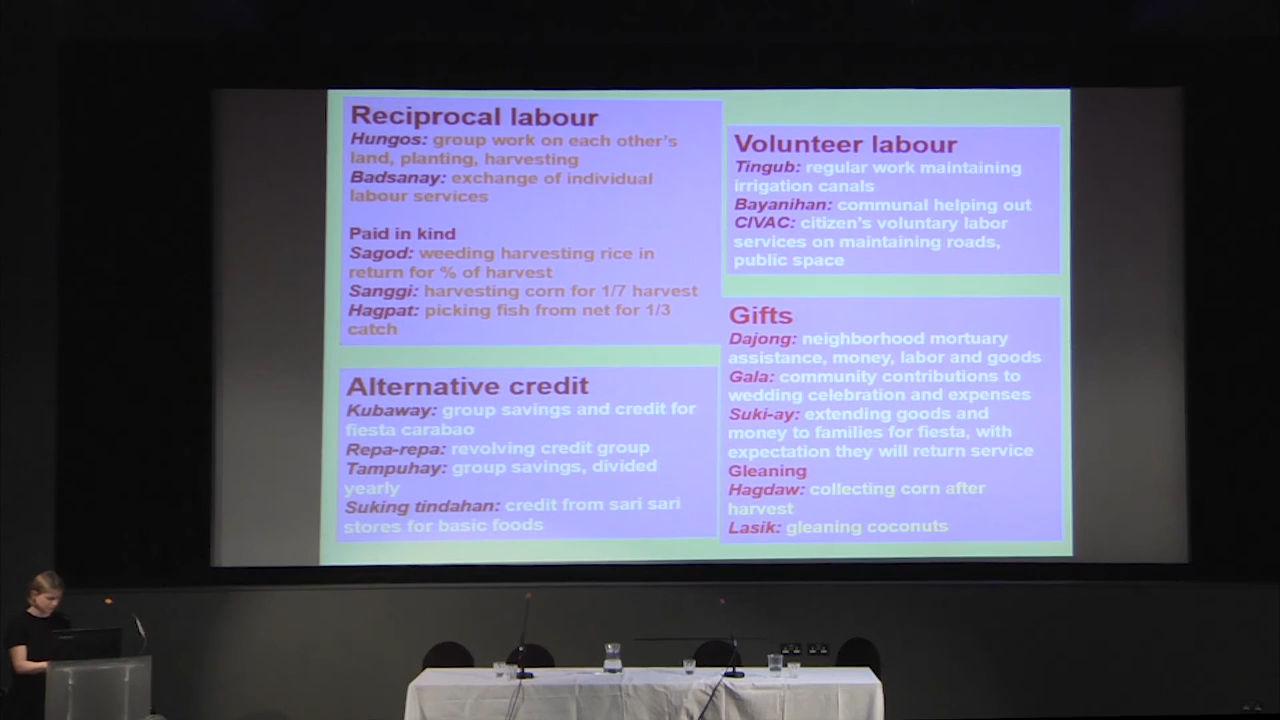 Reciprocal labour
Hungos: group work on each other's
land, planting, harvesting
Badsanay: exchange of individual
labour services
Paid in kind
Sagod: weeding harvesting rice in
return for % of harvest
Sanggi: harvesting corn for 1/7 harvest
Hagpat: picking fish from net for 1/3
catch
Alternative credit
Kubaway: group savings and credit for
fiesta carabao
Repa-repa: revolving credit group
Tampuhay: group savings, divided
yearly
Suking tindahan: credit from sari sari
stores for basic foods
Volunteer labour
Tingub: regular work maintaining
irrigation canals
Bayanihan: communal helping out
CIVAC: citizen's voluntary labor
services on maintaining roads,
public space
Gifts
Dajong: neighborhood mortuary
assistance, money, labor and goods
Gala: community contributions to
wedding celebration and expenses
Suki-ay: extending goods and
money to families for fiesta, with
expectation they will return service
Gleaning
Hagdaw: collecting corn after
harvest
Lasik: gleaning coconuts